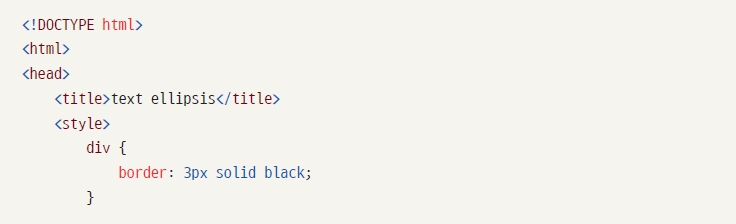 <!DOCTYPE html>
<html>
<head>
    <title>text ellipsis</title>
    <style>
        div {
            border: 3px solid black;
        }